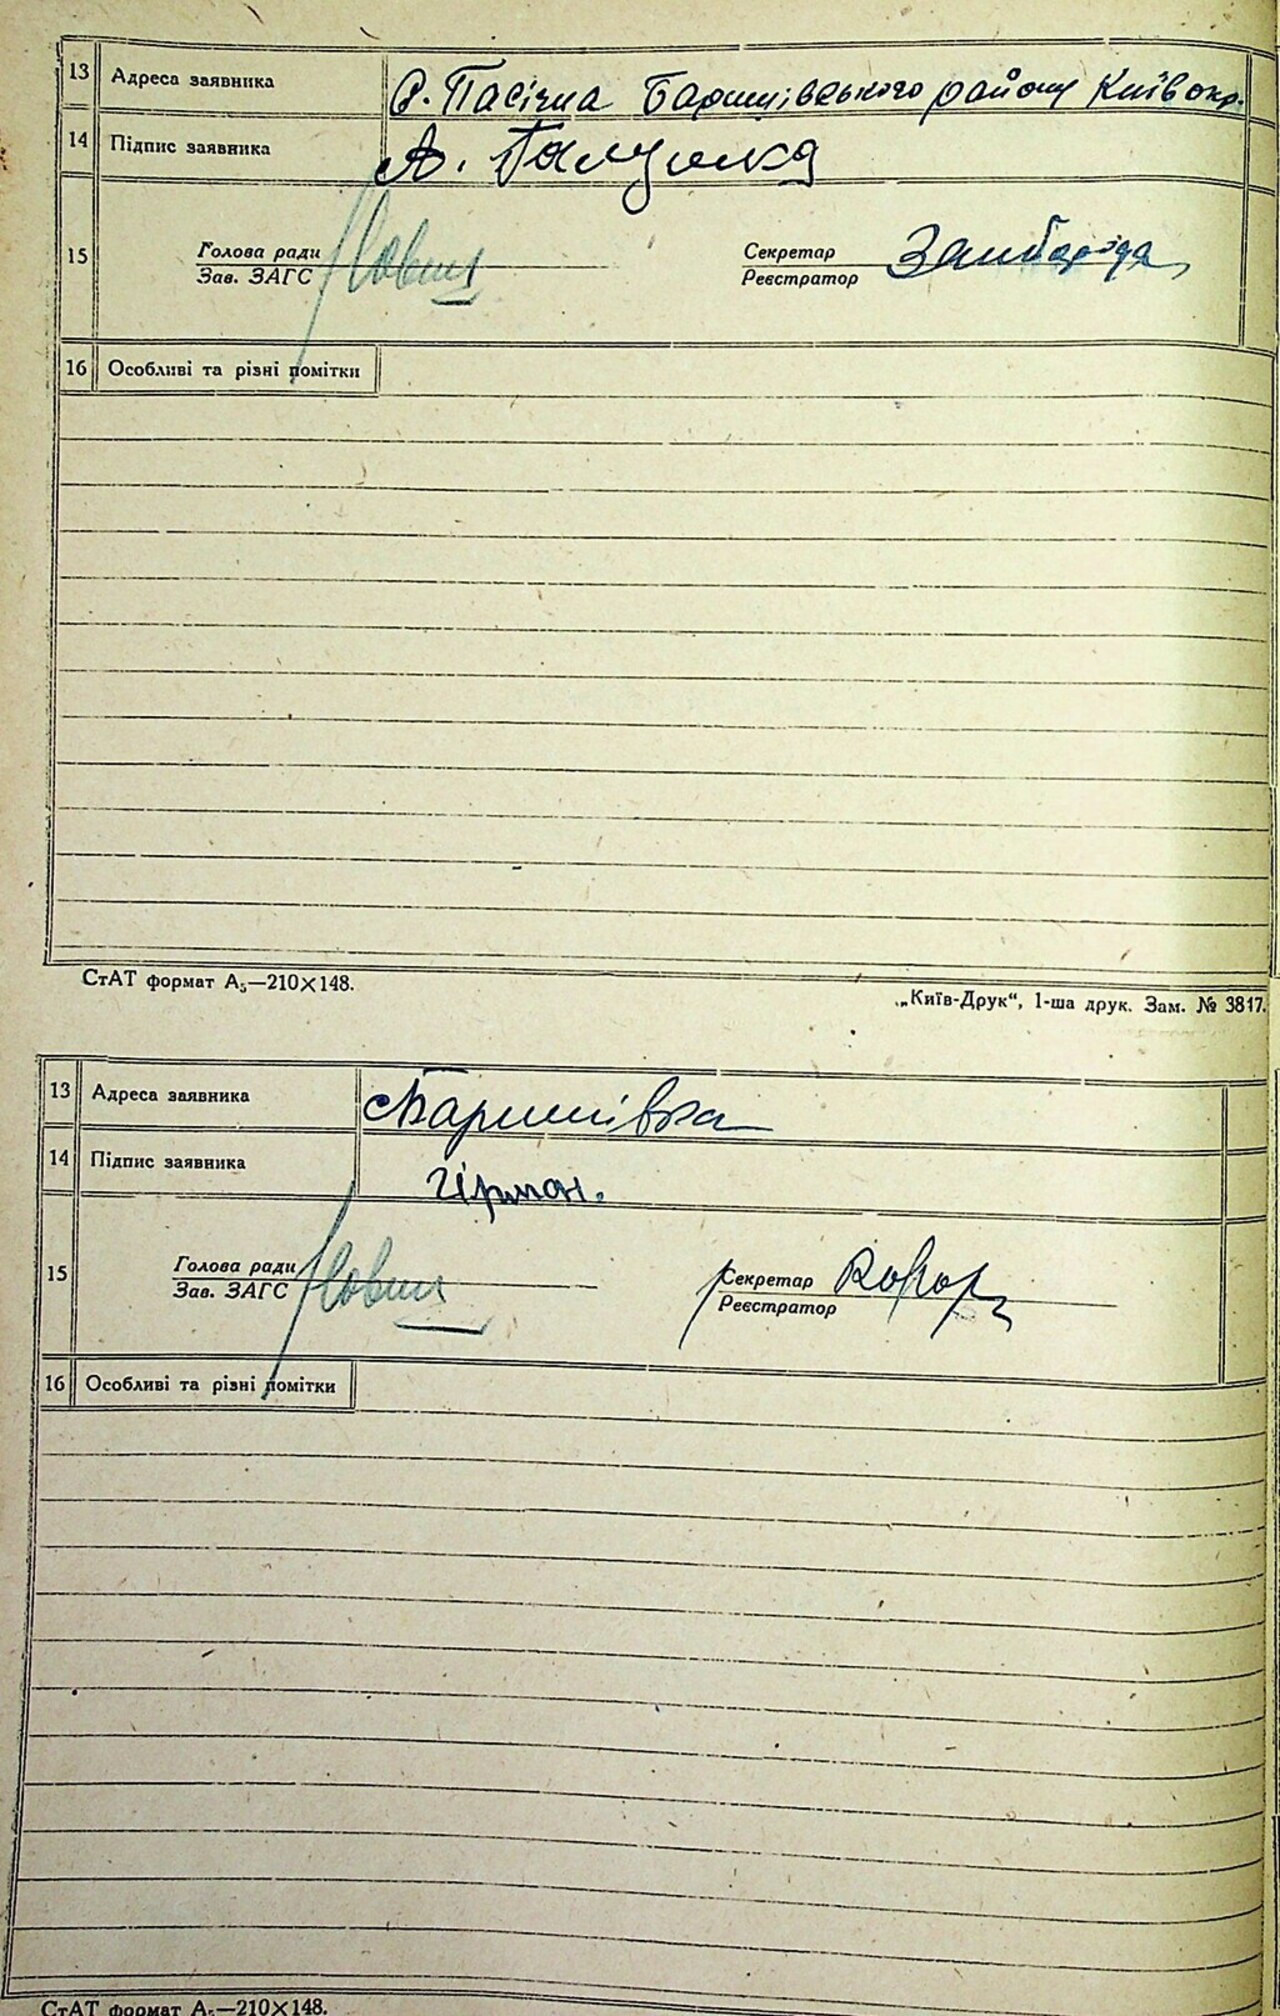 13 Адреса заявника С. Пасічна Баришівського району Київ окр.
14 Підпис заявника А. Галушка
15 Голова ради Секретар
Зав. ЗАГС Реєстратор
16 Особливі та різні помітки
СтАТ формат А5—210×148.
„Київ-Друк“, 1-ша друк. Зам. № 3817.
13 Адреса заявника Баришівка
14 Підпис заявника
15 Голова ради Секретар
Зав. ЗАГС Реєстратор
16 Особливі та різні помітки
СтАТ формат А5—210×148.